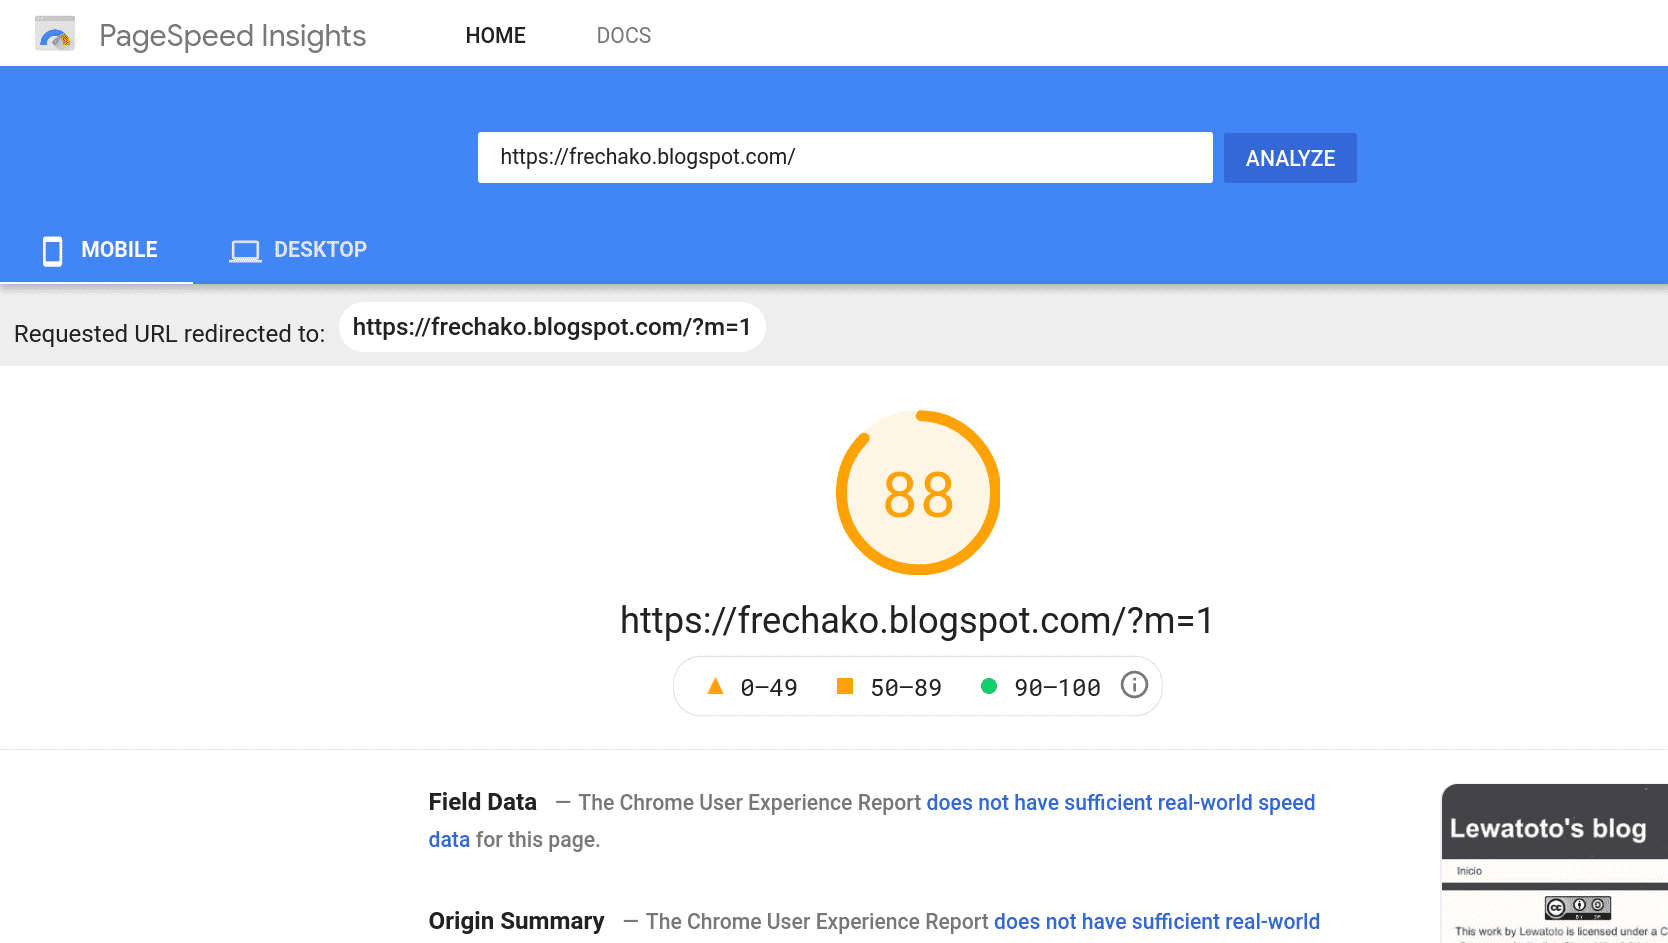 PageSpeed Insights HOME DOCS
https://frechako.blogspot.com/ ANALYZE
MOBILE DESKTOP
Requested URL redirected to: https://frechako.blogspot.com/?m=1
88
https://frechako.blogspot.com/?m=1
0–49 50–89 90–100
Field Data — The Chrome User Experience Report does not have sufficient real-world speed
data for this page.
Origin Summary — The Chrome User Experience Report does not have sufficient real-world
Lewatoto's blog
Inicio
This work by Lewatoto is licensed under a C